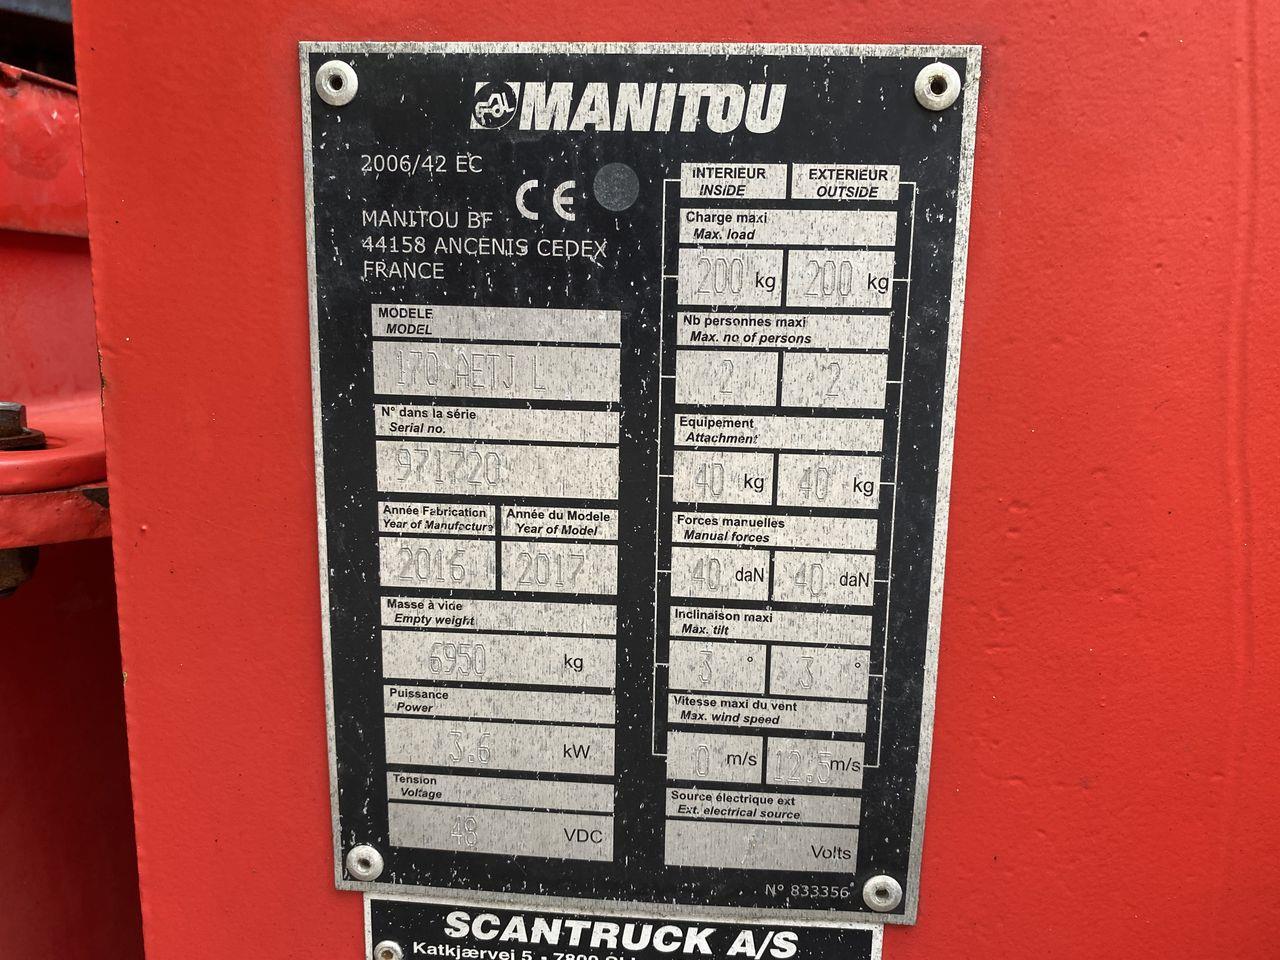 MANITOU
2006/42 EC
CE
MANITOU BF
44158 ANCENIS CEDEX
FRANCE
MODELE
MODEL
170 AETJ L
N° dans la série
Serial no.
971720
Année Fabrication
Year of Manufacture
Année du Modele
Year of Model
2016
2017
Masse à vide
Empty weight
6950 kg
Puissance
Power
3.6 kW
Tension
Voltage
48 VDC
INTERIEUR EXTERIEUR
INSIDE OUTSIDE
Charge maxi
Max. load
200 kg 200 kg
Nb personnes maxi
Max. no of persons
2 2
Equipement
Attachment
40 kg 40 kg
Forces manuelles
Manual forces
40 daN 40 daN
Inclinaison maxi
Max. tilt
3 ° 3 °
Vitesse maxi du vent
Max. wind speed
0 m/s 12.5 m/s
Source électrique ext
Ext. electrical source
/ Volts
N° 833356
SCANTRUCK A/S
Katkjærvej 5 • 7800